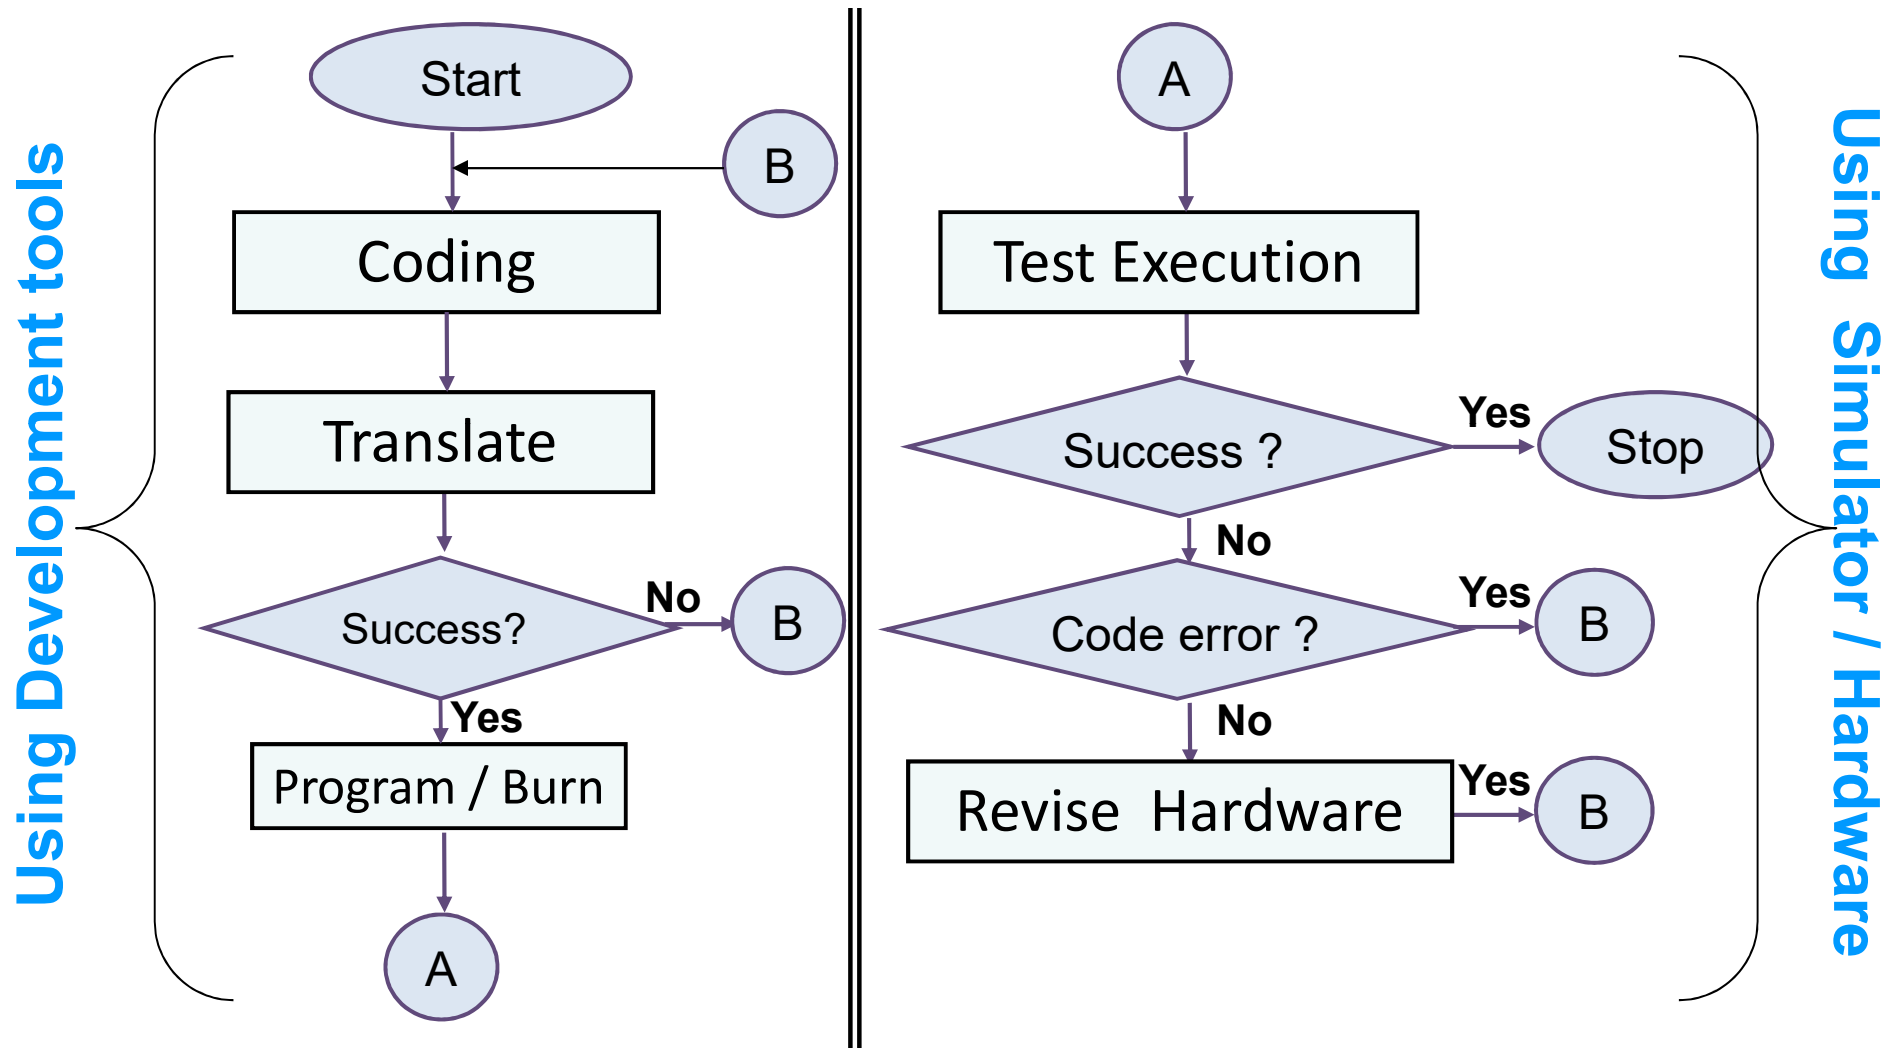 Using Development tools
Start
B
Coding
Translate
Success?
No
B
Yes
Program / Burn
A
A
Test Execution
Success ?
Yes
Stop
No
Code error ?
Yes
B
No
Revise Hardware
Yes
B
Using Simulator / Hardware